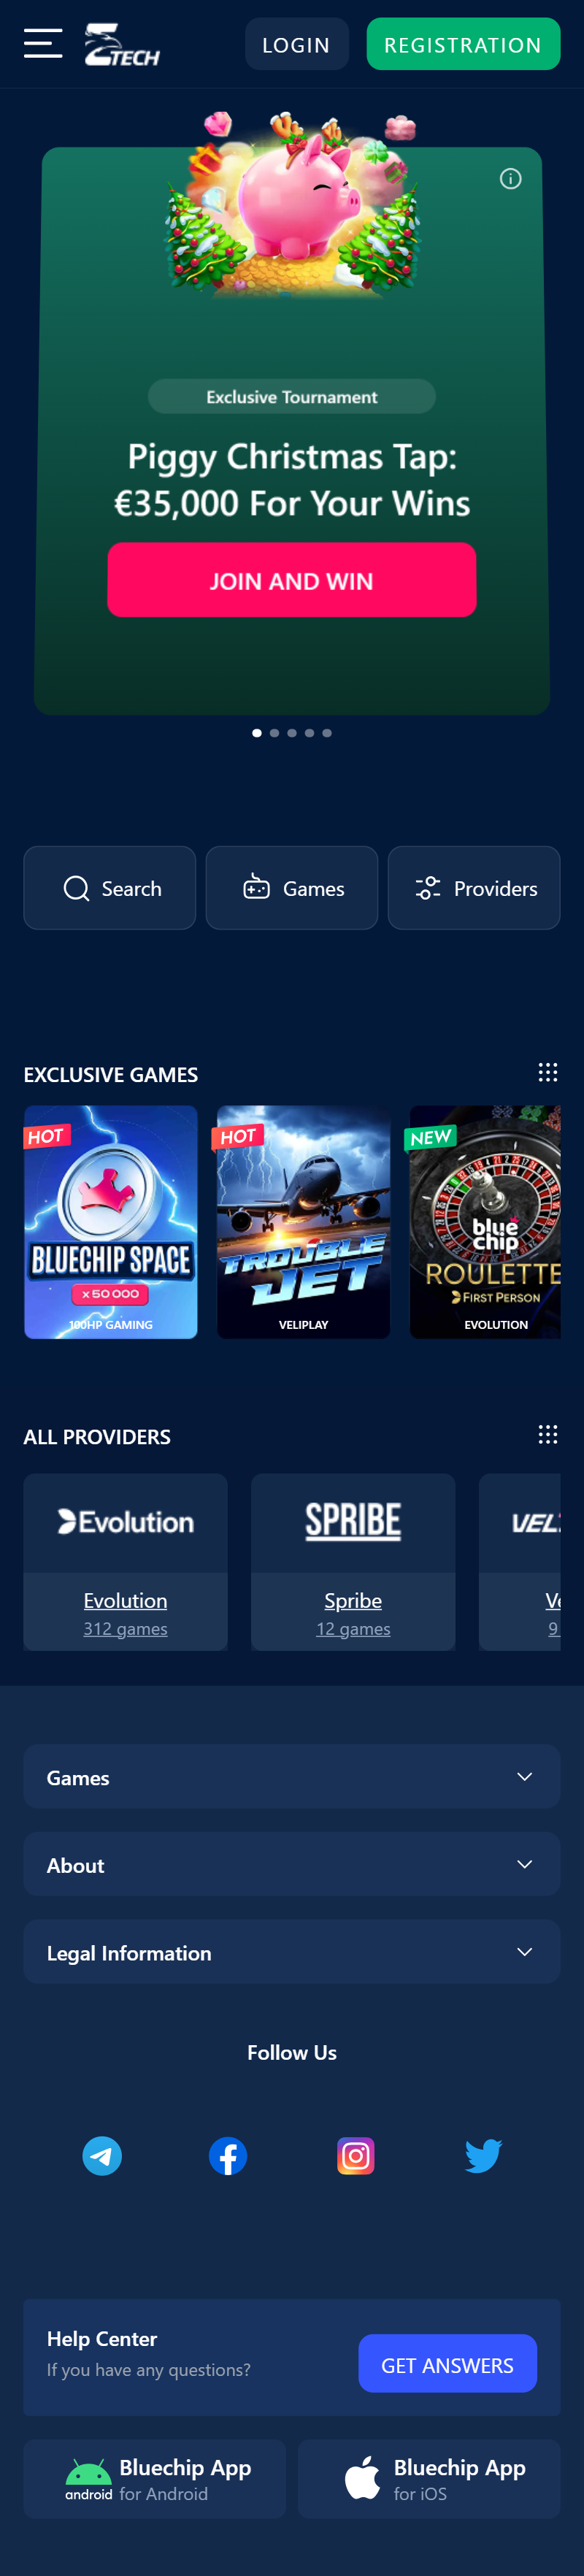 TECH
LOGIN
REGISTRATION
Exclusive Tournament
Piggy Christmas Tap:
€35,000 For Your Wins
JOIN AND WIN
Search
Games
Providers
EXCLUSIVE GAMES
HOT
BLUECHIP SPACE
x50 000
100HP GAMING
HOT
TROUBLE
JET
VELIPLAY
NEW
blue
chip
ROULETTE
FIRST PERSON
EVOLUTION
ALL PROVIDERS
Evolution
Evolution
312 games
SPRIBE
Spribe
12 games
VEL
Ve
9
Games
About
Legal Information
Follow Us
Help Center
If you have any questions?
GET ANSWERS
android
Bluechip App
for Android
Bluechip App
for iOS